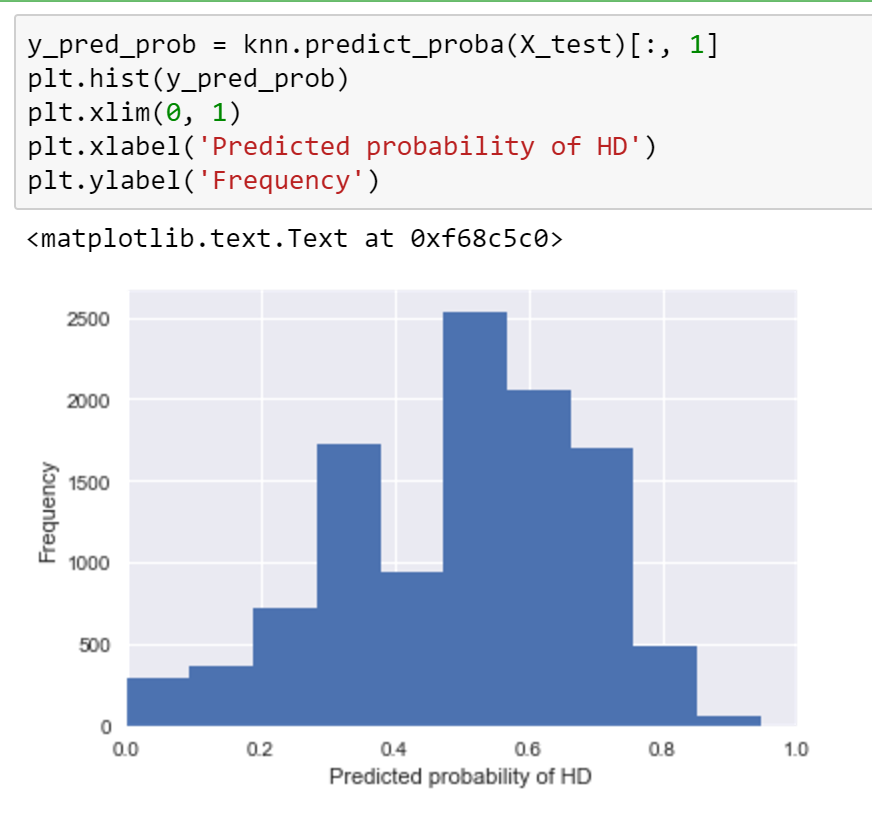 y_pred_prob = knn.predict_proba(X_test)[:, 1]
plt.hist(y_pred_prob)
plt.xlim(0, 1)
plt.xlabel('Predicted probability of HD')
plt.ylabel('Frequency')
<matplotlib.text.Text at 0xf68c5c0>
2500
2000
1500
1000
500
0
Frequency
0.0 0.2 0.4 0.6 0.8 1.0
Predicted probability of HD